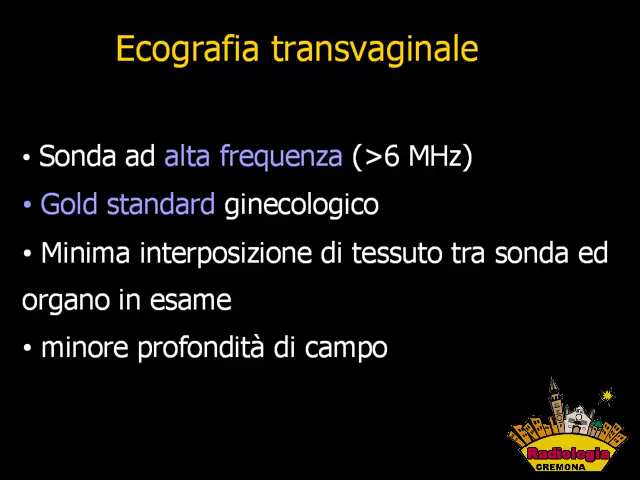 Ecografia transvaginale
• Sonda ad alta frequenza (>6 MHz)
• Gold standard ginecologico
• Minima interposizione di tessuto tra sonda ed
organo in esame
• minore profondità di campo
Radiologia
CREMONA